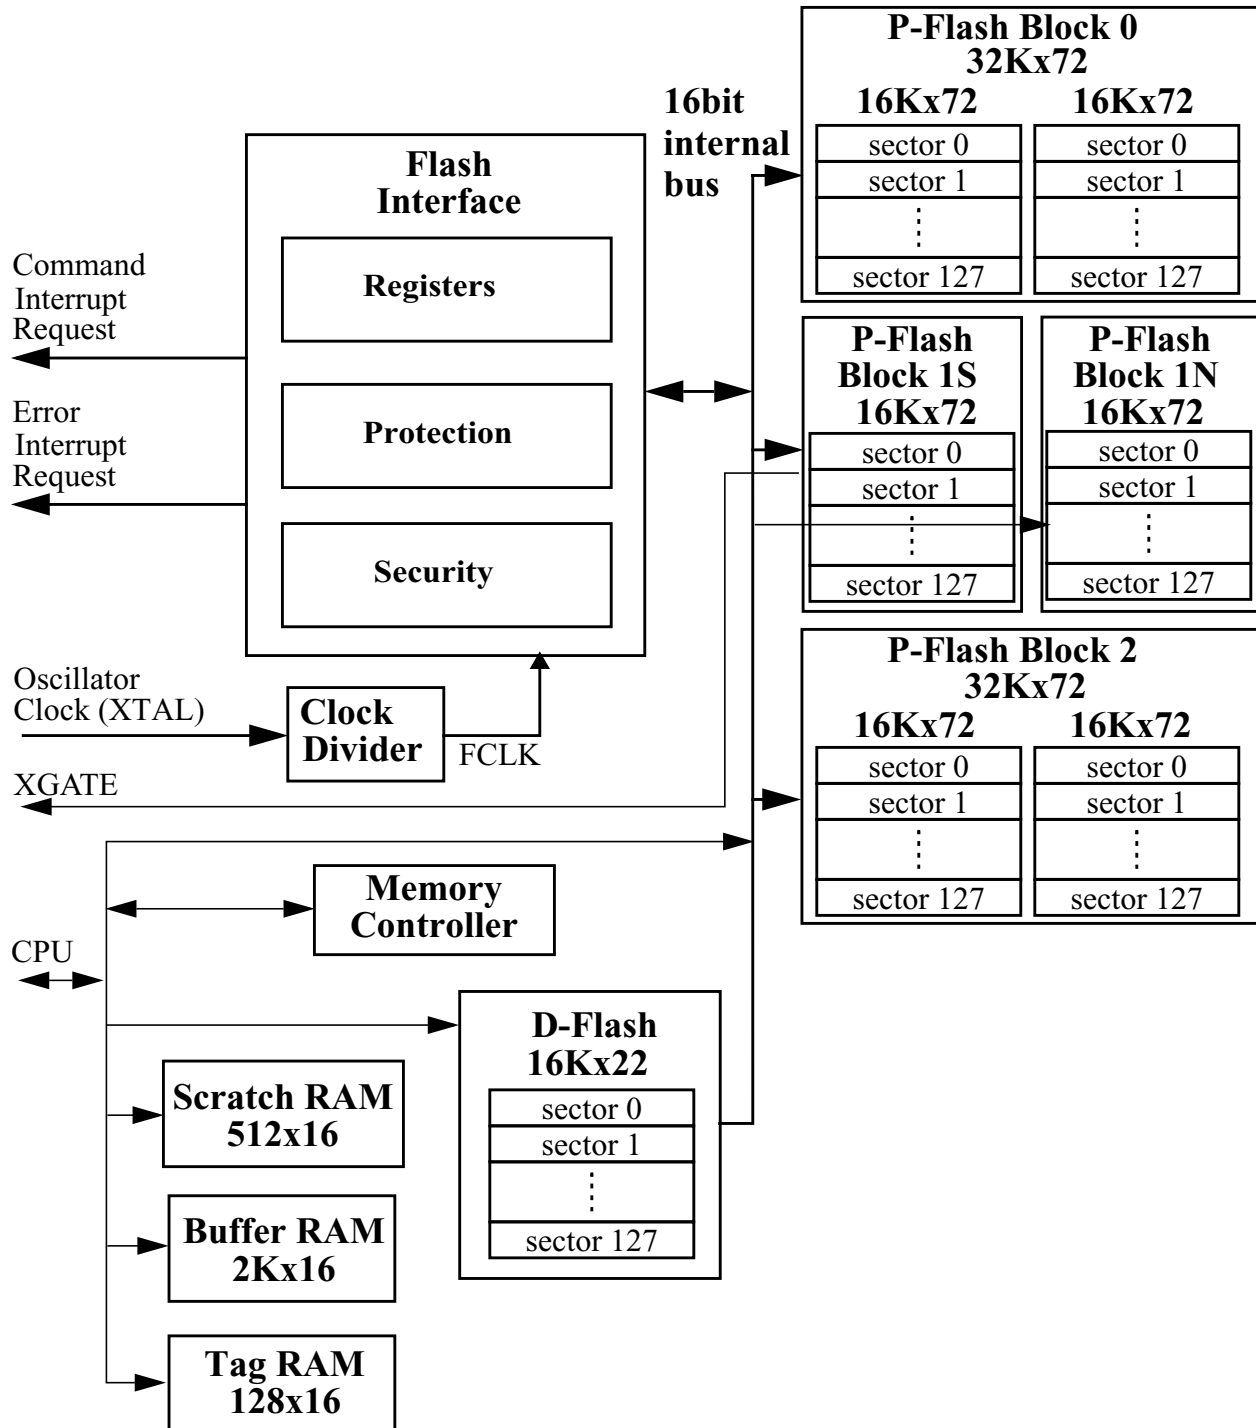 P-Flash Block 0
32Kx72
16Kx72
16Kx72
sector 0
sector 1
sector 127
sector 0
sector 1
sector 127
16bit
internal
bus
Flash
Interface
Registers
Protection
Security
Command
Interrupt
Request
Error
Interrupt
Request
P-Flash
Block 1S
16Kx72
sector 0
sector 1
sector 127
P-Flash
Block 1N
16Kx72
sector 0
sector 1
sector 127
Oscillator
Clock (XTAL)
Clock
Divider
FCLK
XGATE
P-Flash Block 2
32Kx72
16Kx72
16Kx72
sector 0
sector 1
sector 127
sector 0
sector 1
sector 127
Memory
Controller
CPU
D-Flash
16Kx22
sector 0
sector 1
sector 127
Scratch RAM
512x16
Buffer RAM
2Kx16
Tag RAM
128x16